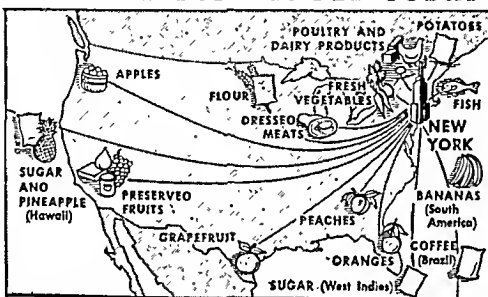 POULTRY AND
DAIRY PRODUCTS
POTATOES
APPLES
FLOUR
FRESH
VEGETABLES
FISH
DRESSED
MEATS
NEW
YORK
SUGAR
AND
PINEAPPLE
(Hawaii)
PRESERVED
FRUITS
BANANAS
(South
America)
PEACHES
GRAPEFRUIT
ORANGES
COFFEE
(Brazil)
SUGAR (West Indies)